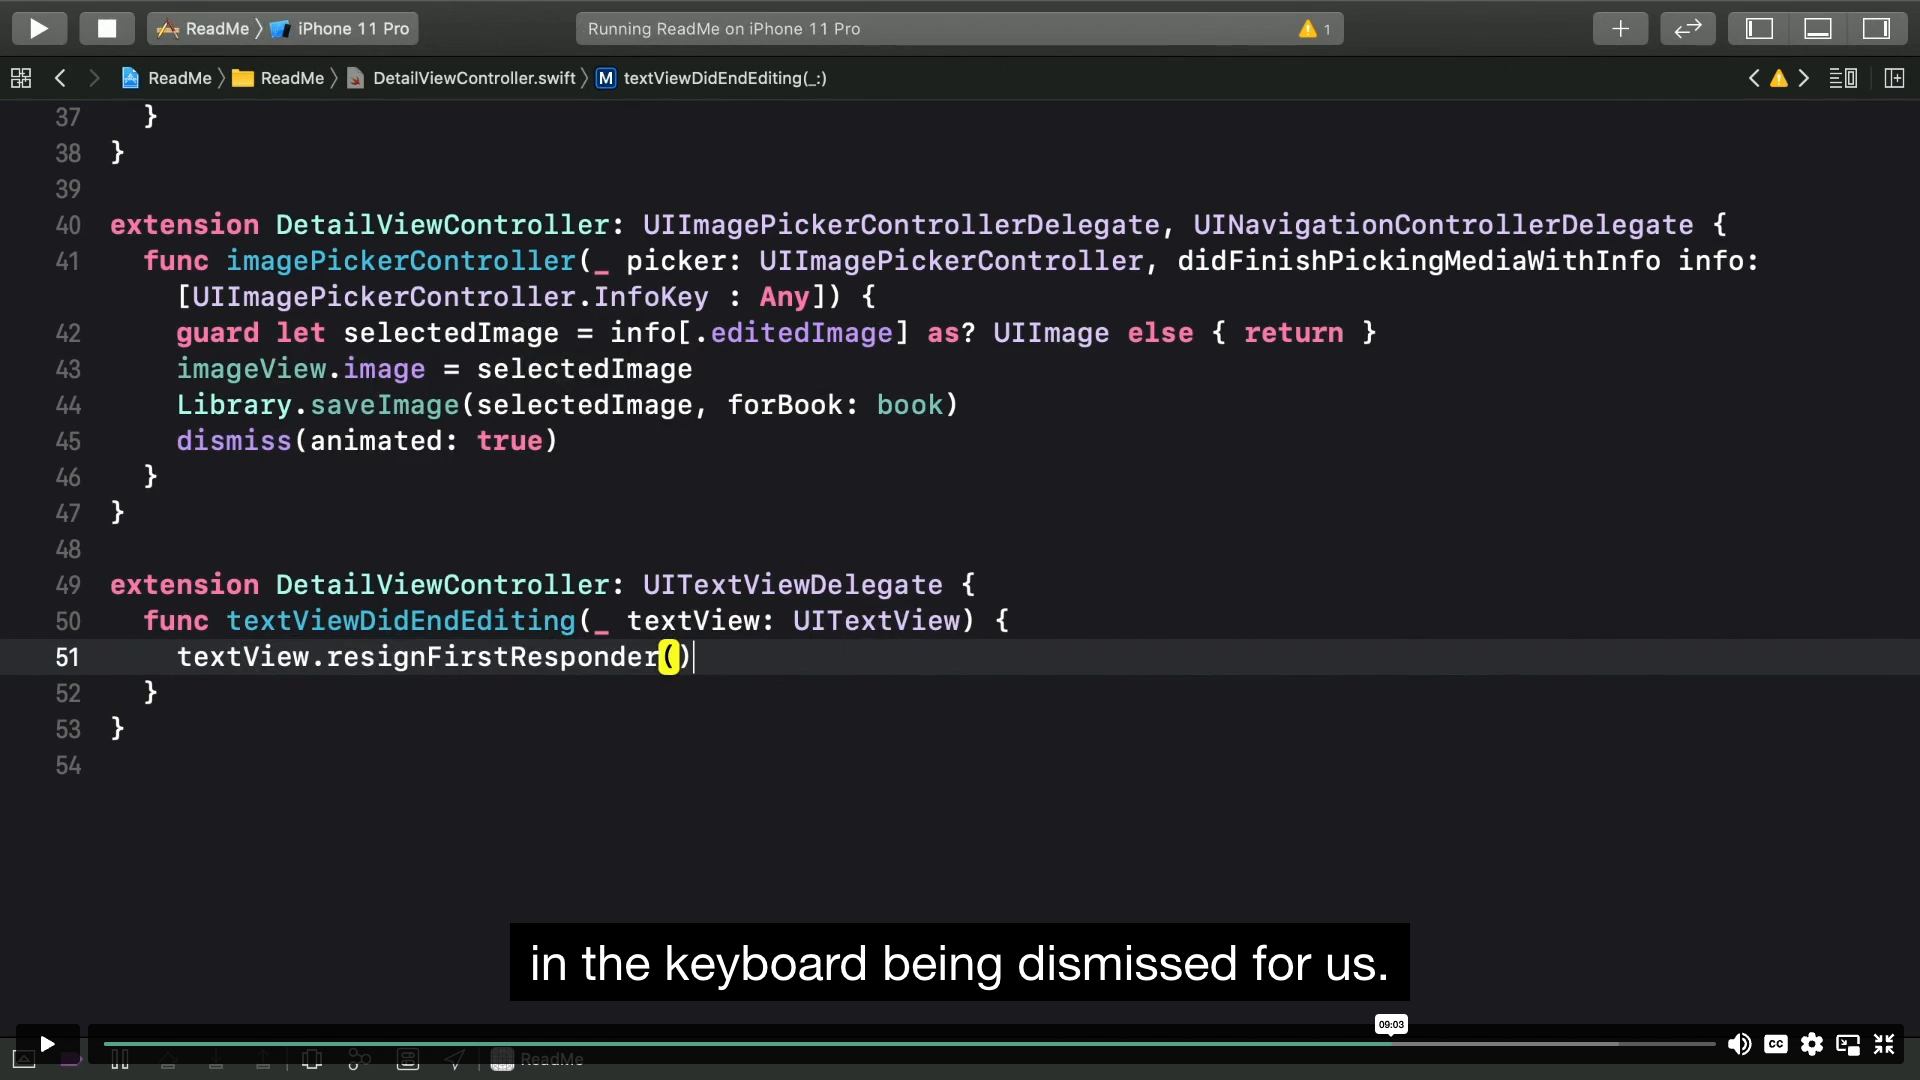 ReadMe iPhone 11 Pro Running ReadMe on iPhone 11 Pro 1
ReadMe ReadMe DetailViewController.swift M textViewDidEndEditing(_:)
37 }
38 }
39
40 extension DetailViewController: UIImagePickerControllerDelegate, UINavigationControllerDelegate {
41 func imagePickerController(_ picker: UIImagePickerController, didFinishPickingMediaWithInfo info:
[UIImagePickerController.InfoKey : Any]) {
42 guard let selectedImage = info[.editedImage] as? UIImage else { return }
43 imageView.image = selectedImage
44 Library.saveImage(selectedImage, forBook: book)
45 dismiss(animated: true)
46 }
47 }
48
49 extension DetailViewController: UITextViewDelegate {
50 func textViewDidEndEditing(_ textView: UITextView) {
51 textView.resignFirstResponder()
52 }
53 }
54
in the keyboard being dismissed for us.
09:03
CC
ReadMe